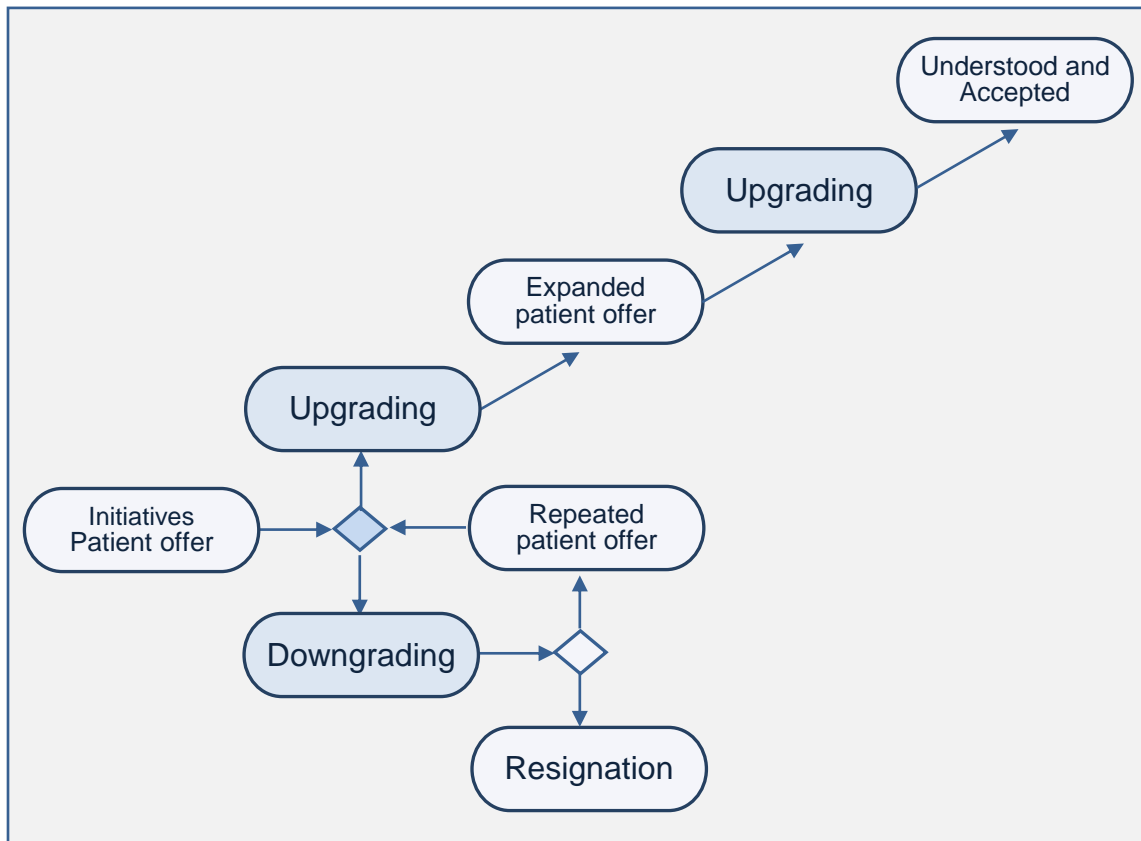 Understood and
Accepted
Upgrading
Expanded
patient offer
Upgrading
Initiatives
Patient offer
Repeated
patient offer
Downgrading
Resignation